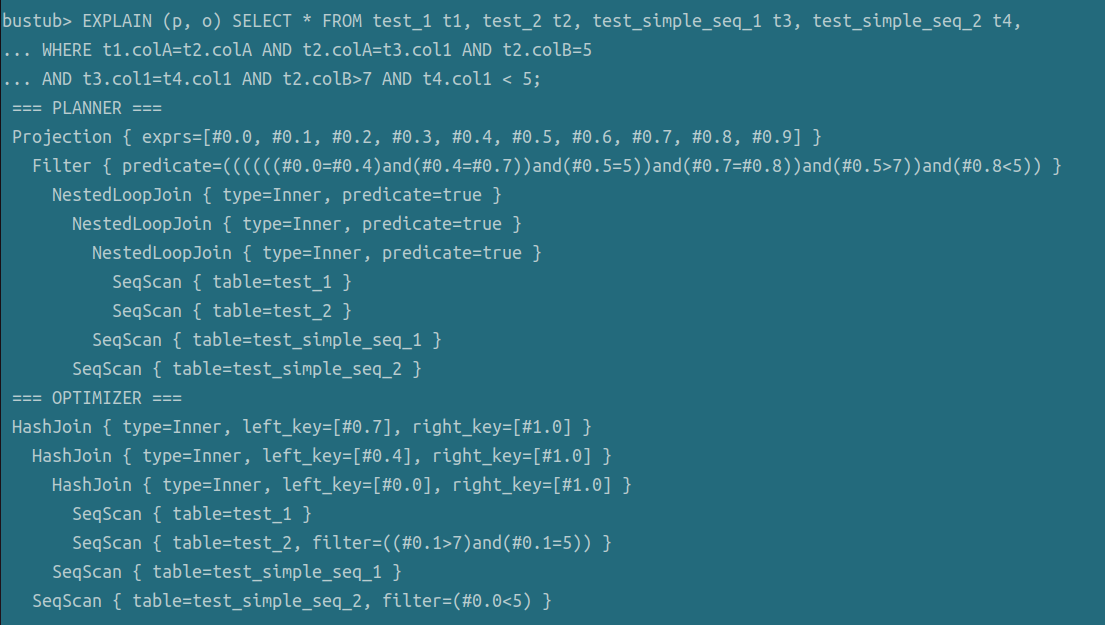 bustub> EXPLAIN (p, o) SELECT * FROM test_1 t1, test_2 t2, test_simple_seq_1 t3, test_simple_seq_2 t4,
... WHERE t1.colA=t2.colA AND t2.colA=t3.col1 AND t2.colB=5
... AND t3.col1=t4.col1 AND t2.colB>7 AND t4.col1 < 5;
=== PLANNER ===
Projection { exprs=[#0.0, #0.1, #0.2, #0.3, #0.4, #0.5, #0.6, #0.7, #0.8, #0.9] }
  Filter { predicate=((((((#0.0=#0.4)and(#0.4=#0.7))and(#0.5=5))and(#0.7=#0.8))and(#0.5>7))and(#0.8<5)) }
    NestedLoopJoin { type=Inner, predicate=true }
      NestedLoopJoin { type=Inner, predicate=true }
        NestedLoopJoin { type=Inner, predicate=true }
          SeqScan { table=test_1 }
          SeqScan { table=test_2 }
        SeqScan { table=test_simple_seq_1 }
      SeqScan { table=test_simple_seq_2 }
=== OPTIMIZER ===
HashJoin { type=Inner, left_key=[#0.7], right_key=[#1.0] }
  HashJoin { type=Inner, left_key=[#0.4], right_key=[#1.0] }
    HashJoin { type=Inner, left_key=[#0.0], right_key=[#1.0] }
      SeqScan { table=test_1 }
      SeqScan { table=test_2, filter=((#0.1>7)and(#0.1=5)) }
    SeqScan { table=test_simple_seq_1 }
  SeqScan { table=test_simple_seq_2, filter=(#0.0<5) }